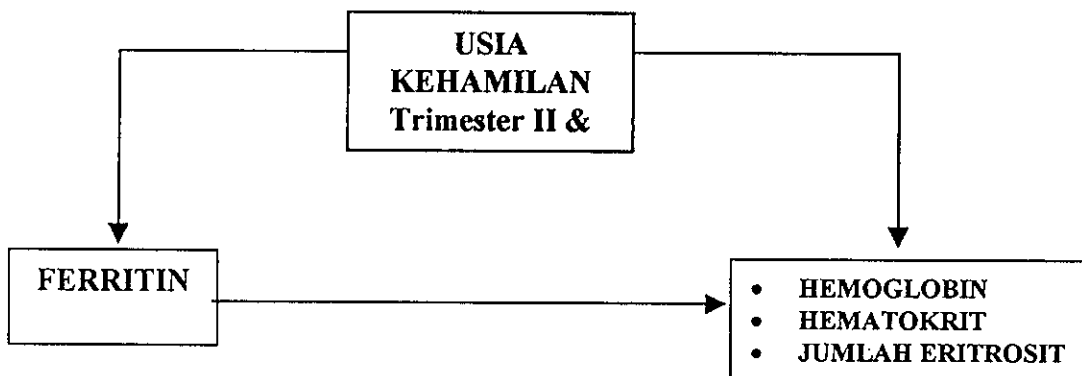 USIA
KEHAMILAN
Trimester II &
FERRITIN
• HEMOGLOBIN
• HEMATOKRIT
• JUMLAH ERITROSIT